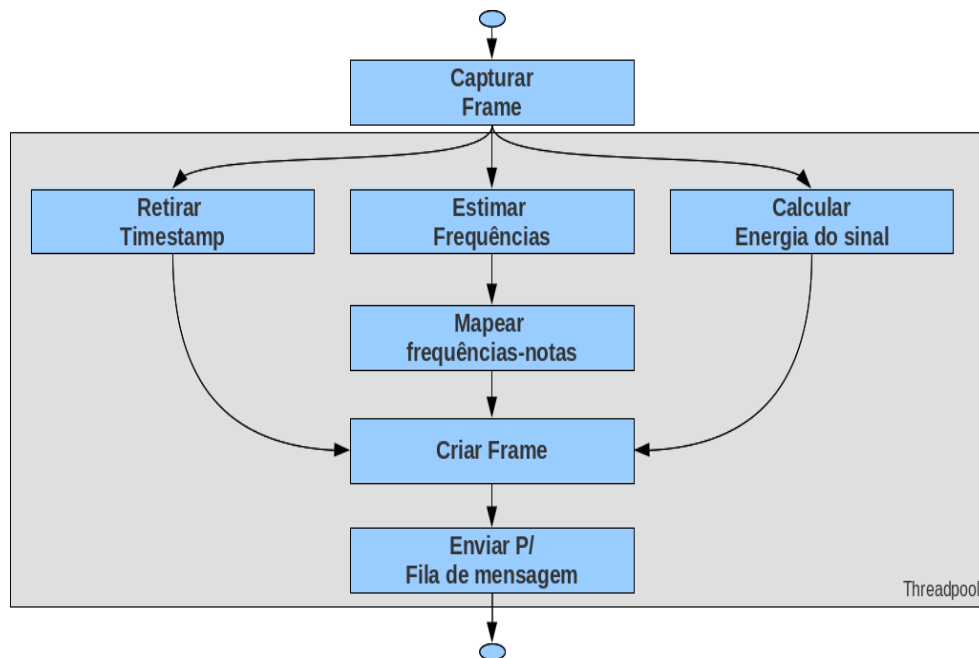 Capturar
Frame
Retirar
Timestamp
Estimar
Frequências
Calcular
Energia do sinal
Mapear
frequências-notas
Criar Frame
Enviar P/
Fila de mensagem
Threadpool